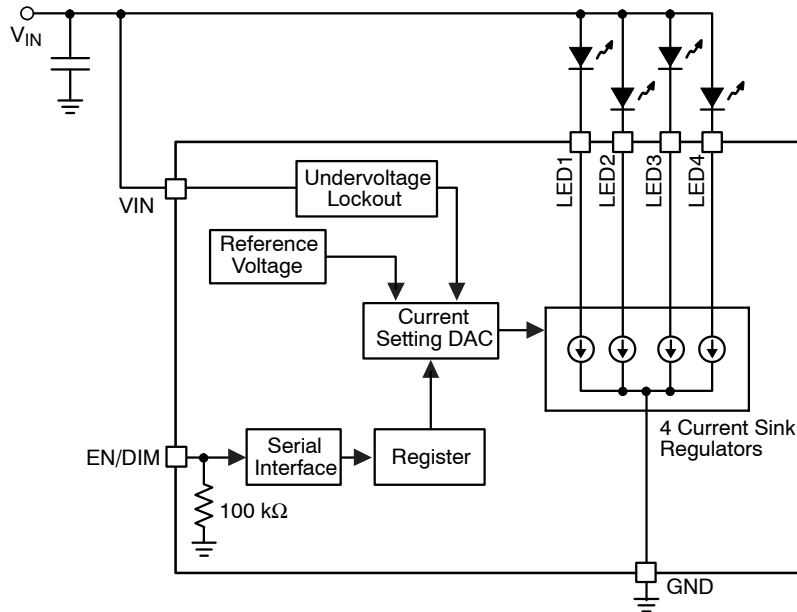 VIN
LED1
LED2
LED3
LED4
VIN
Undervoltage
Lockout
Reference
Voltage
Current
Setting DAC
4 Current Sink
Regulators
EN/DIM
Serial
Interface
Register
100 kΩ
GND